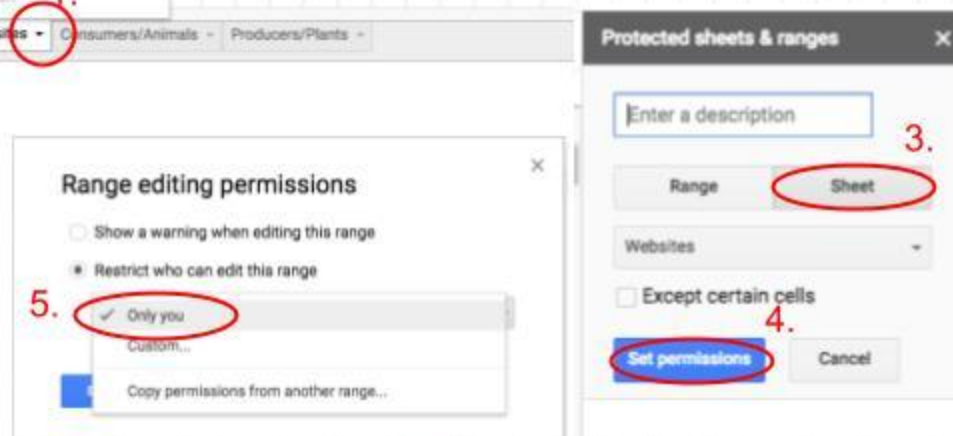 Consumers/Animals
Producers/Plants
Protected sheets & ranges
Enter a description
3.
Range
Sheet
Websites
Except certain cells
4.
Set permissions
Cancel
Range editing permissions
Show a warning when editing this range
Restrict who can edit this range
5.
Only you
Custom...
Copy permissions from another range...